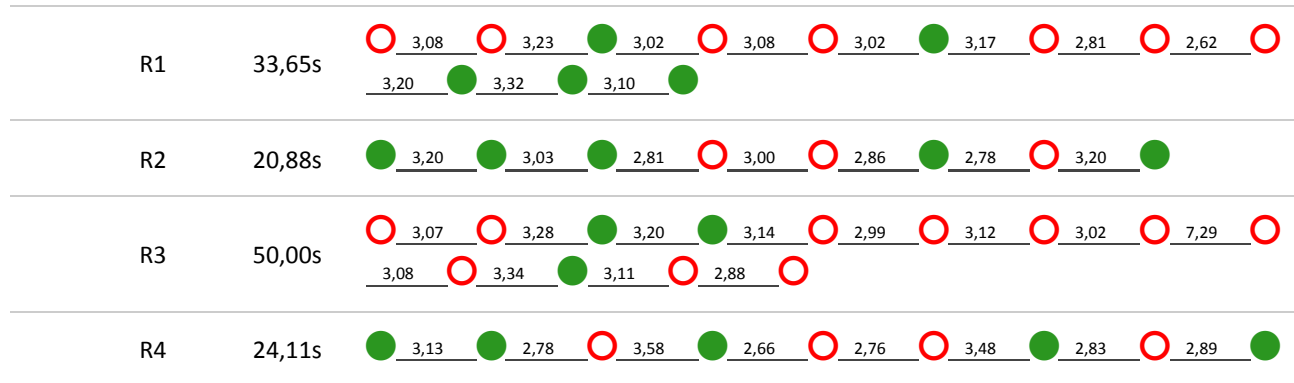 3,08 3,23 3,02 3,08 3,02 3,17 2,81 2,62
R1 33,65s
3,20 3,32 3,10
R2 20,88s 3,20 3,03 2,81 3,00 2,86 2,78 3,20
3,07 3,28 3,20 3,14 2,99 3,12 3,02 7,29
R3 50,00s
3,08 3,34 3,11 2,88
R4 24,11s 3,13 2,78 3,58 2,66 2,76 3,48 2,83 2,89